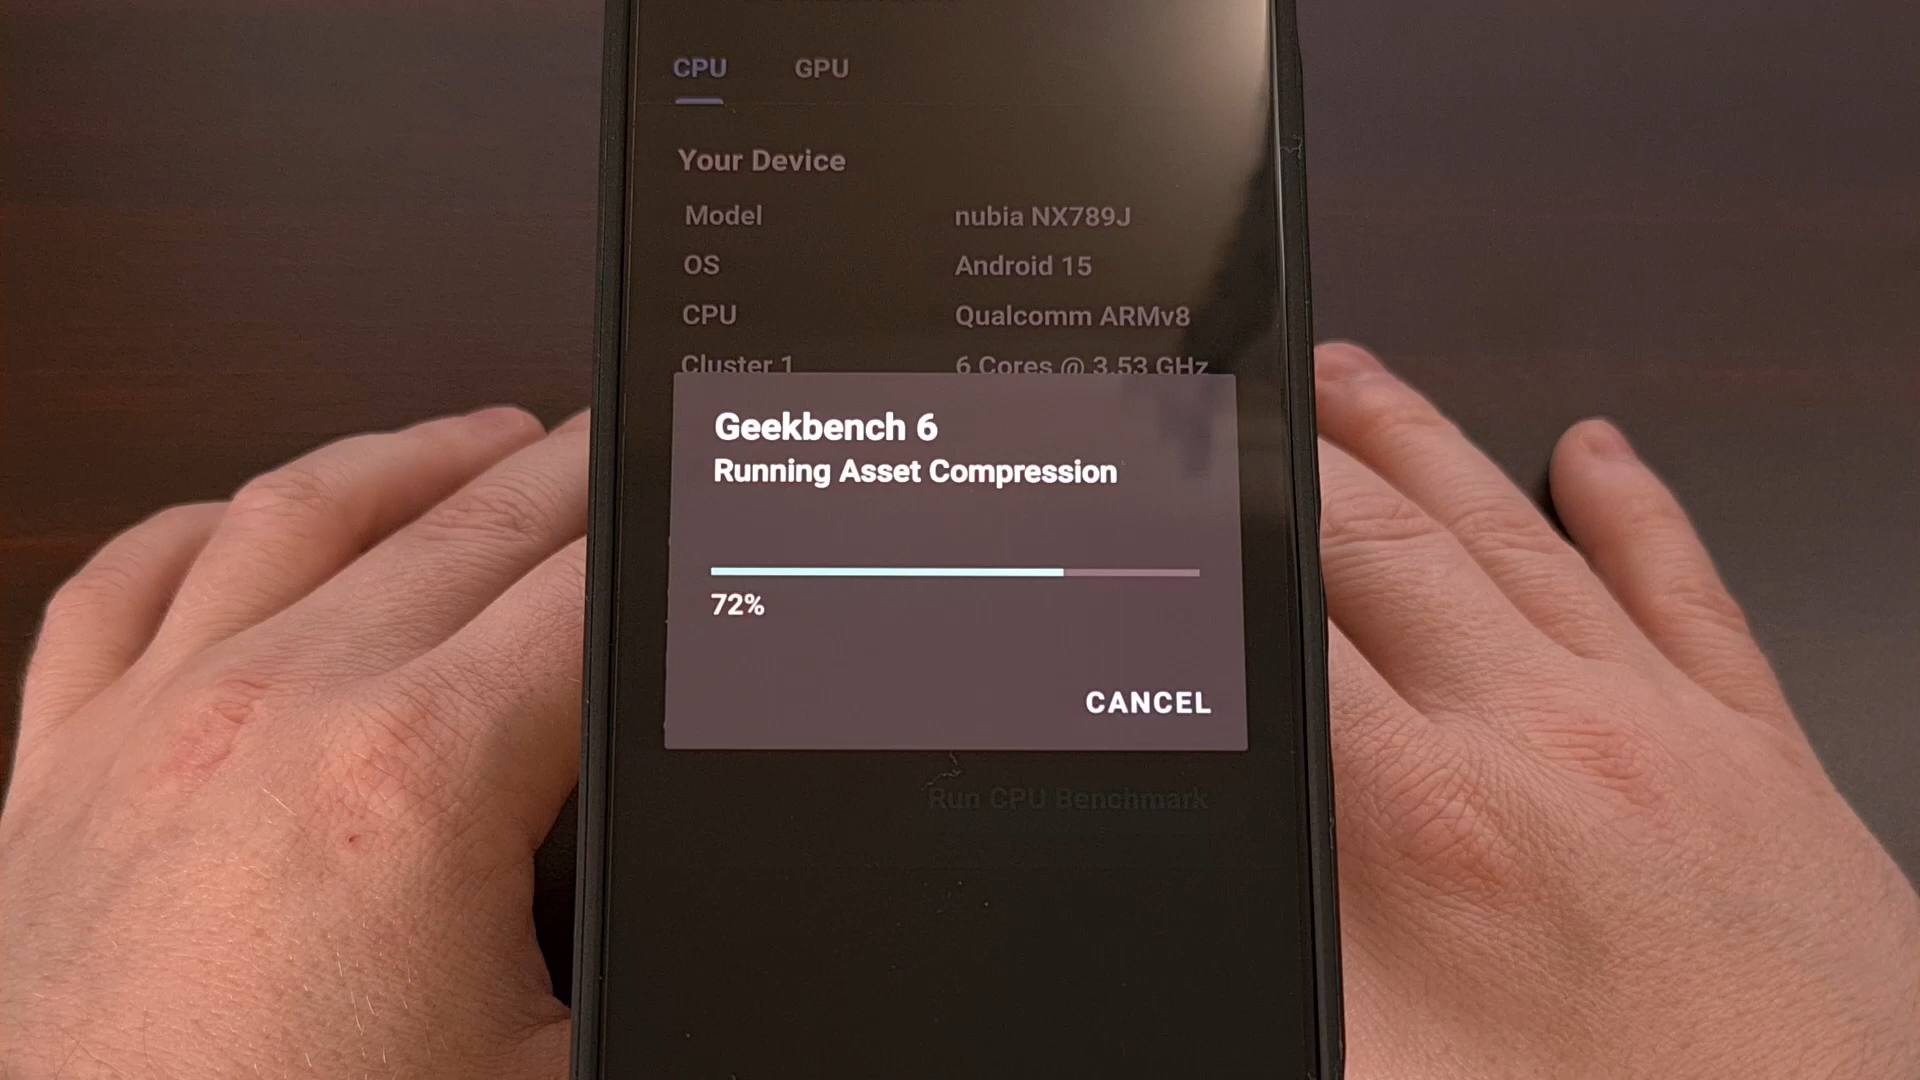 CPU GPU
Your Device
Model nubia NX789J
OS Android 15
CPU Qualcomm ARMv8
Cluster 1 6 Cores @ 3.53 GHz
Geekbench 6
Running Asset Compression
72%
CANCEL
Run CPU Benchmark